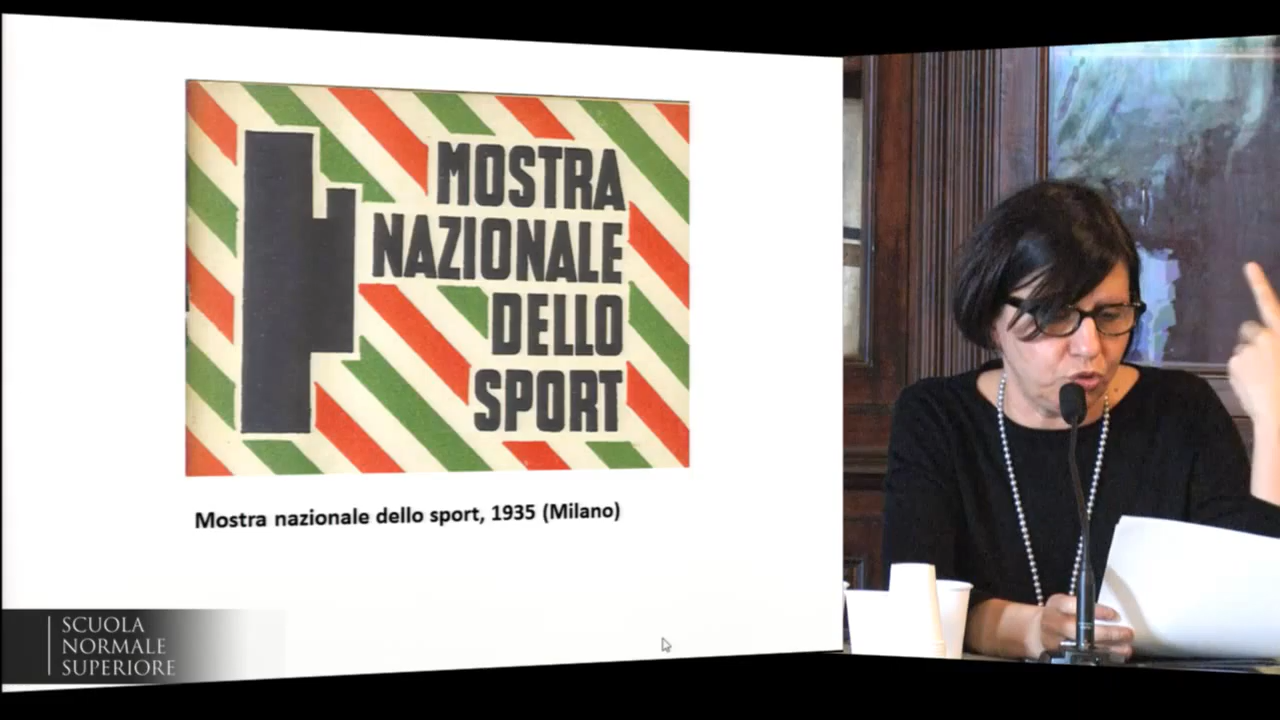 MOSTRA
NAZIONALE
DELLO
SPORT
Mostra nazionale dello sport, 1935 (Milano)
SCUOLA
NORMALE
SUPERIORE